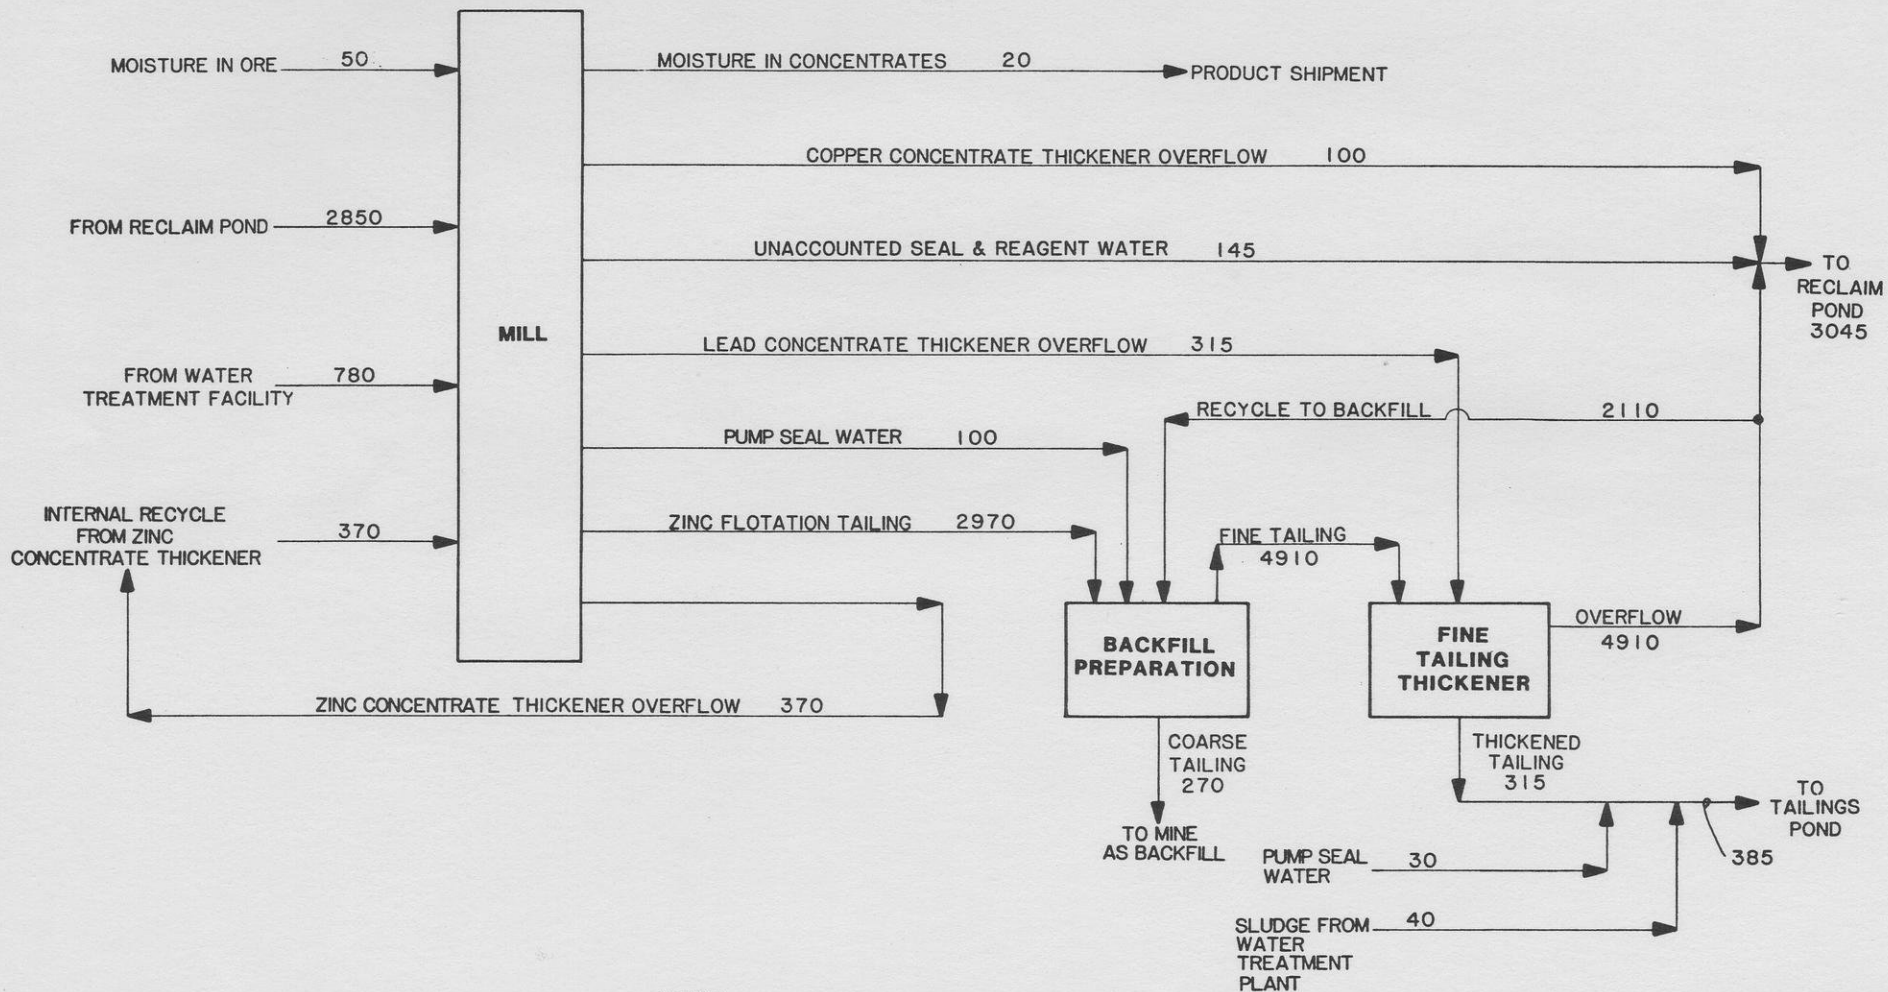 MOISTURE IN ORE 50
MOISTURE IN CONCENTRATES 20
PRODUCT SHIPMENT
COPPER CONCENTRATE THICKENER OVERFLOW 100
FROM RECLAIM POND 2850
UNACCOUNTED SEAL & REAGENT WATER 145
TO
RECLAIM
POND
3045
MILL
LEAD CONCENTRATE THICKENER OVERFLOW 315
FROM WATER
TREATMENT FACILITY
780
RECYCLE TO BACKFILL 2110
PUMP SEAL WATER 100
INTERNAL RECYCLE
FROM ZINC
CONCENTRATE THICKENER
370
ZINC FLOTATION TAILING 2970
FINE TAILING
4910
BACKFILL
PREPARATION
FINE
TAILING
THICKENER
OVERFLOW
4910
ZINC CONCENTRATE THICKENER OVERFLOW 370
COARSE
TAILING
270
THICKENED
TAILING
315
TO
TAILINGS
POND
TO MINE
AS BACKFILL
PUMP SEAL
WATER
30
385
SLUDGE FROM
WATER
TREATMENT
PLANT
40